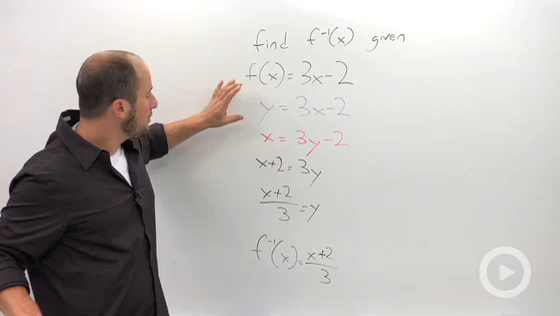 find f⁻¹(x) given
f(x) = 3x - 2
y = 3x - 2
x = 3y - 2
x + 2 = 3y
x+2/3 = y
f⁻¹(x) = x+2/3